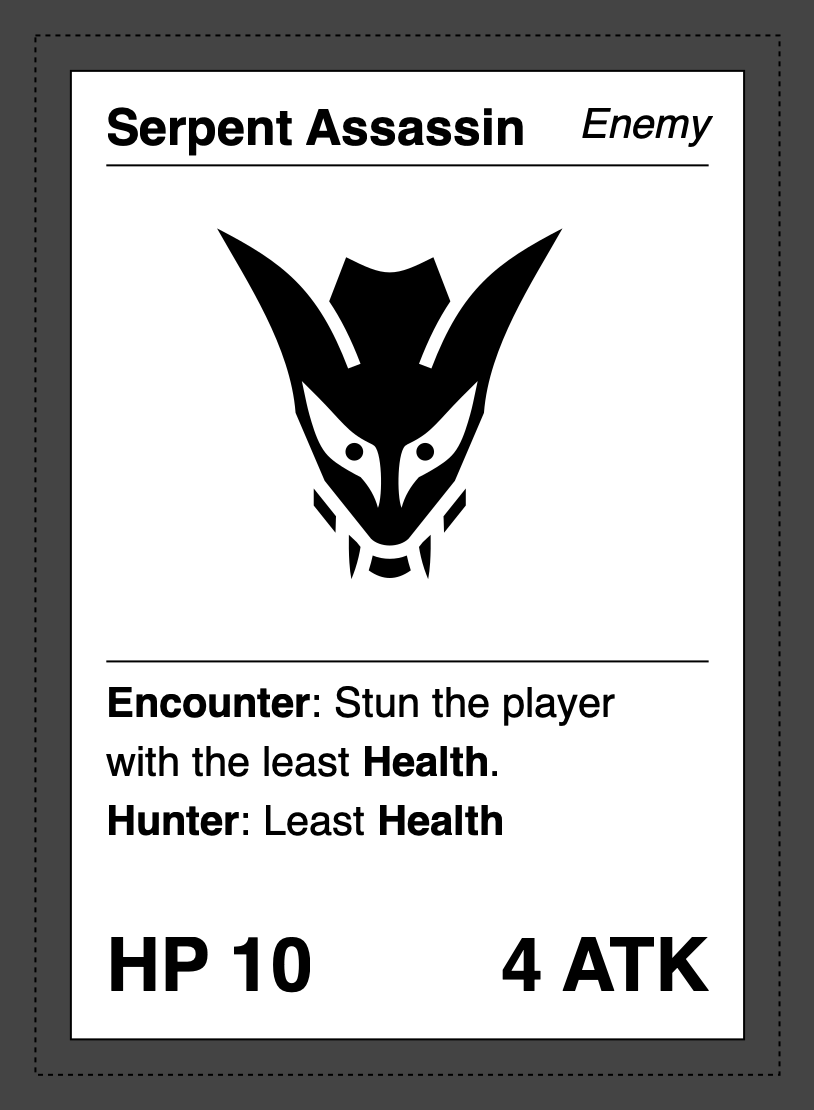 Serpent Assassin Enemy
Encounter: Stun the player
with the least Health.
Hunter: Least Health
HP 10 4 ATK